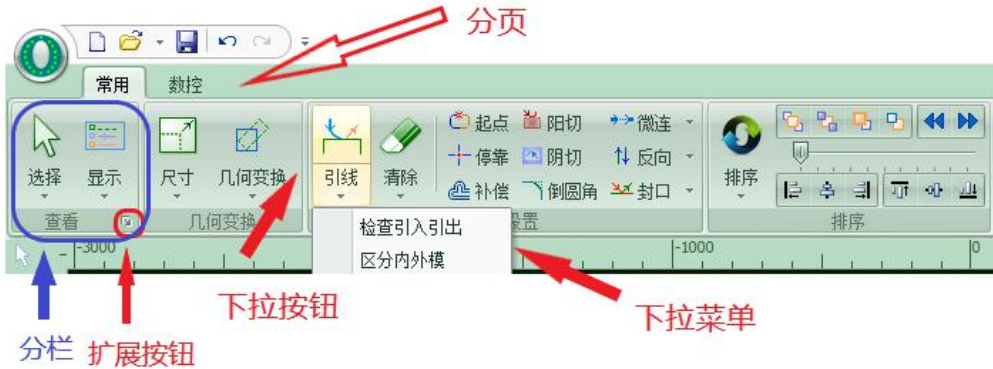 分页
常用 数控
起点 阳切 微连
停靠 阴切 反向
选择 显示 尺寸 几何变换 引线 清除 排序
补偿 倒圆角 封口
查看 几何变换 设置 排序
检查引入引出
-3000 -1000 0
区分内外模
下拉按钮 下拉菜单
分栏 扩展按钮